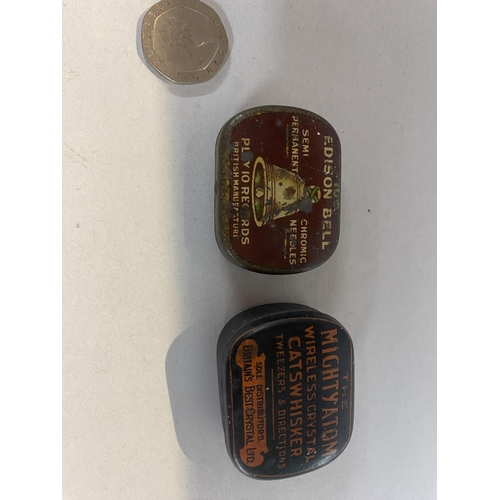 EDISON BELL
SEMI
PERMANENT
CHROMIC
NEEDLES
PLAY 10 RECORDS
BRITISH MANUFACTURE
THE
MIGHTY ATOM
WIRELESS CRYSTAL
CATSWHISKER
TWEEZERS & DIRECTIONS
SOLE DISTRIBUTORS.
BRITAIN'S BEST CRYSTAL LTD